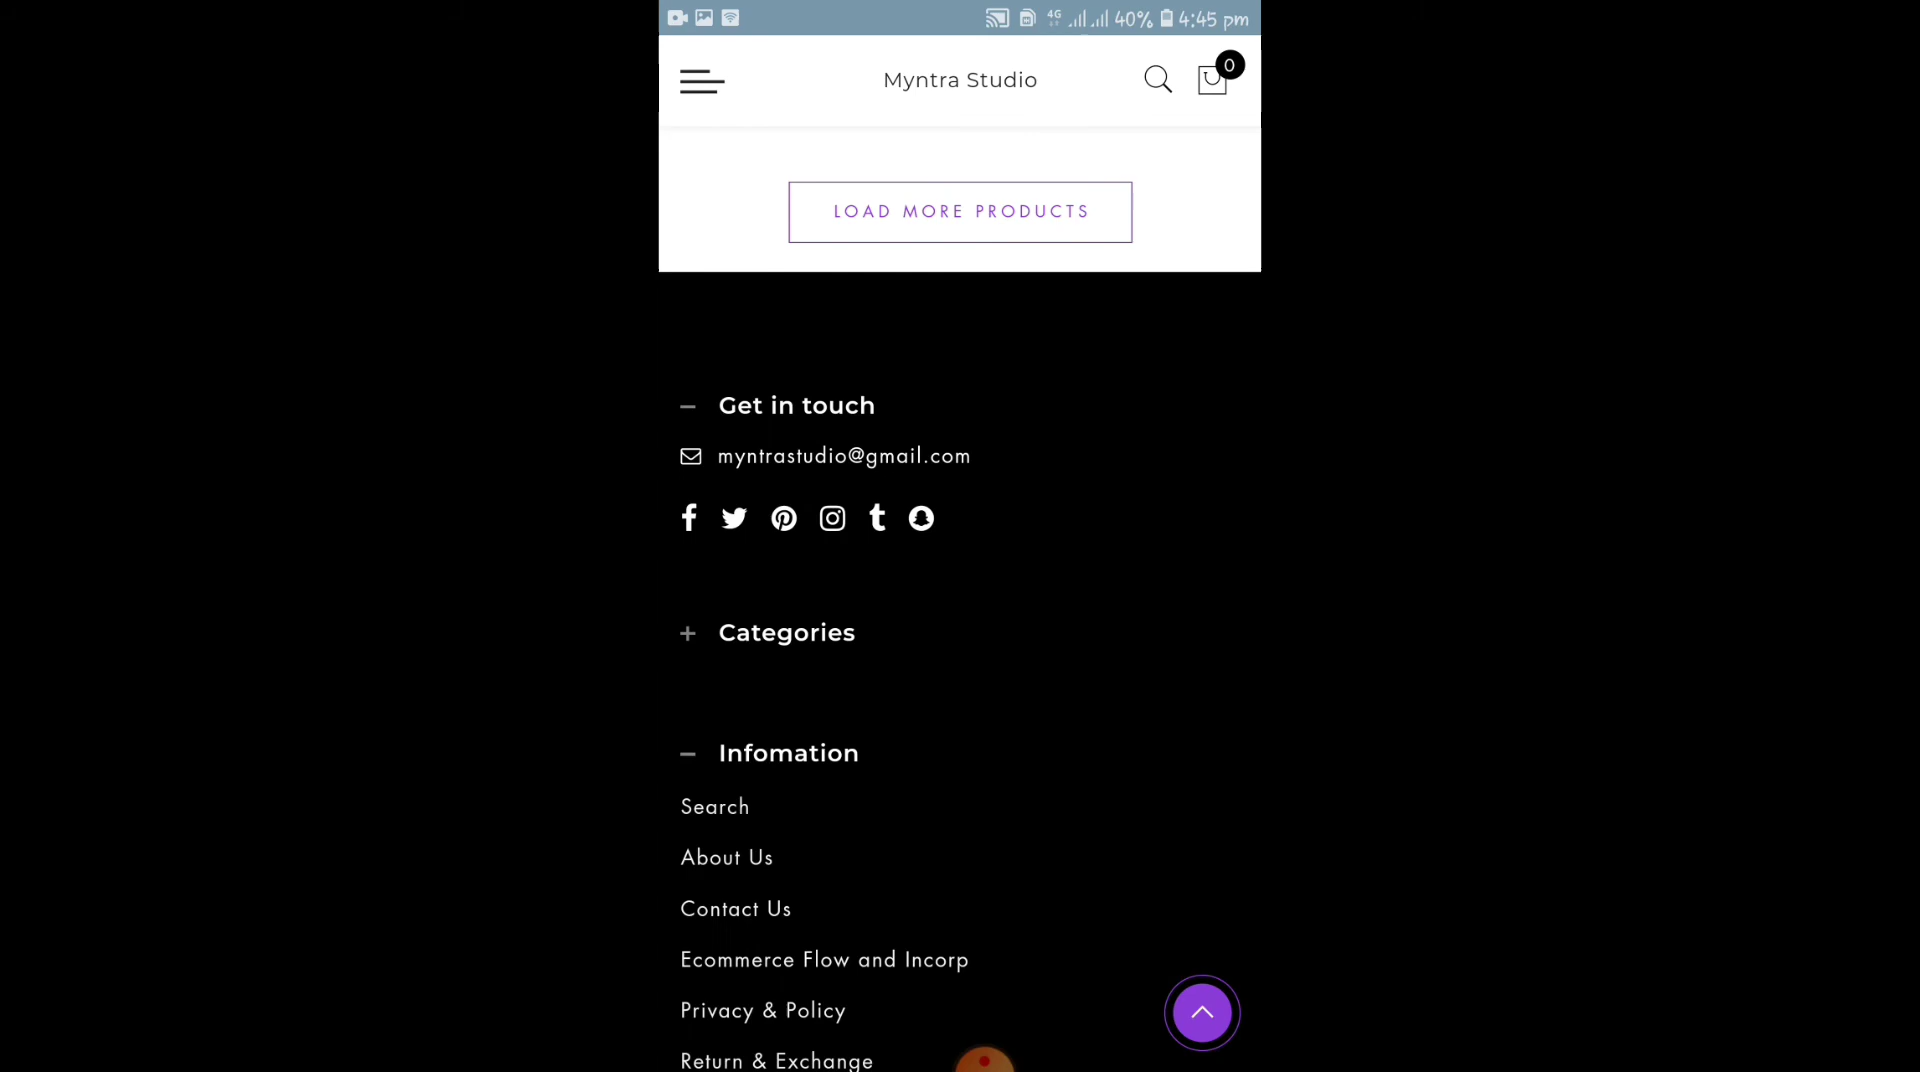 4G 40% 4:45 pm
Myntra Studio
0
LOAD MORE PRODUCTS
Get in touch
myntrastudio@gmail.com
Categories
Infomation
Search
About Us
Contact Us
Ecommerce Flow and Incorp
Privacy & Policy
Return & Exchange